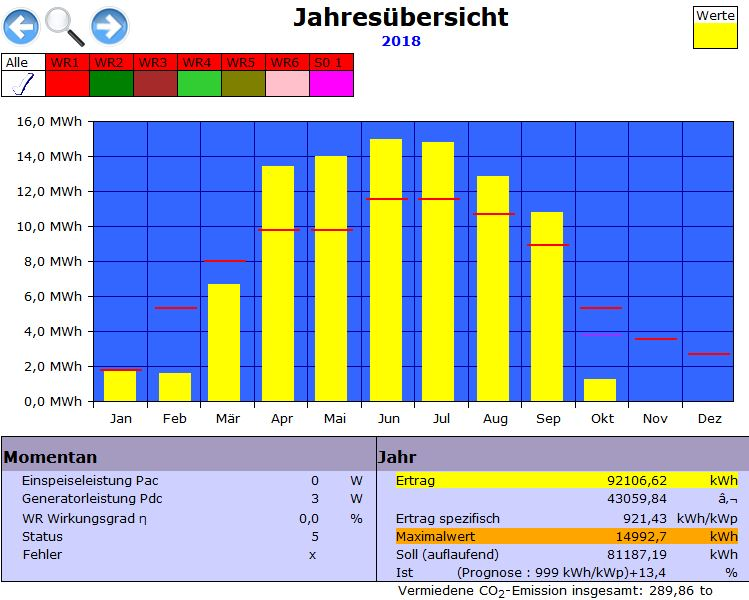 Jahresübersicht
2018
Werte
Alle WR1 WR2 WR3 WR4 WR5 WR6 S0 1
16,0 MWh
14,0 MWh
12,0 MWh
10,0 MWh
8,0 MWh
6,0 MWh
4,0 MWh
2,0 MWh
0,0 MWh
Jan Feb Mär Apr Mai Jun Jul Aug Sep Okt Nov Dez
Momentan
Einspeiseleistung Pac 0 W
Generatorleistung Pdc 3 W
WR Wirkungsgrad η 0,0 %
Status 5
Fehler x
Jahr
Ertrag 92106,62 kWh
43059,84 â‚¬
Ertrag spezifisch 921,43 kWh/kWp
Maximalwert 14992,7 kWh
Soll (auflaufend) 81187,19 kWh
Ist (Prognose : 999 kWh/kWp)+13,4 %
Vermiedene CO₂-Emission insgesamt: 289,86 to